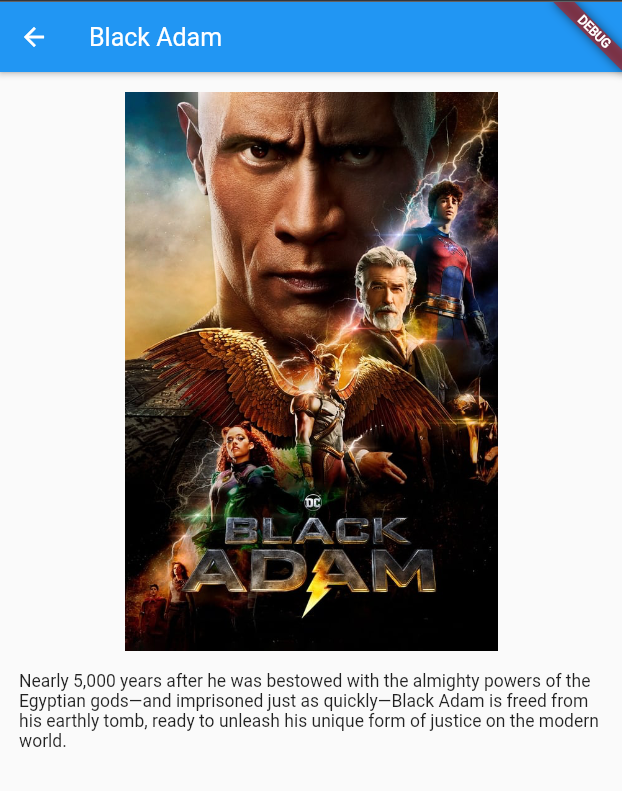 Black Adam
DEBUG
DC
BLACK
ADAM
Nearly 5,000 years after he was bestowed with the almighty powers of the
Egyptian gods—and imprisoned just as quickly—Black Adam is freed from
his earthly tomb, ready to unleash his unique form of justice on the modern
world.